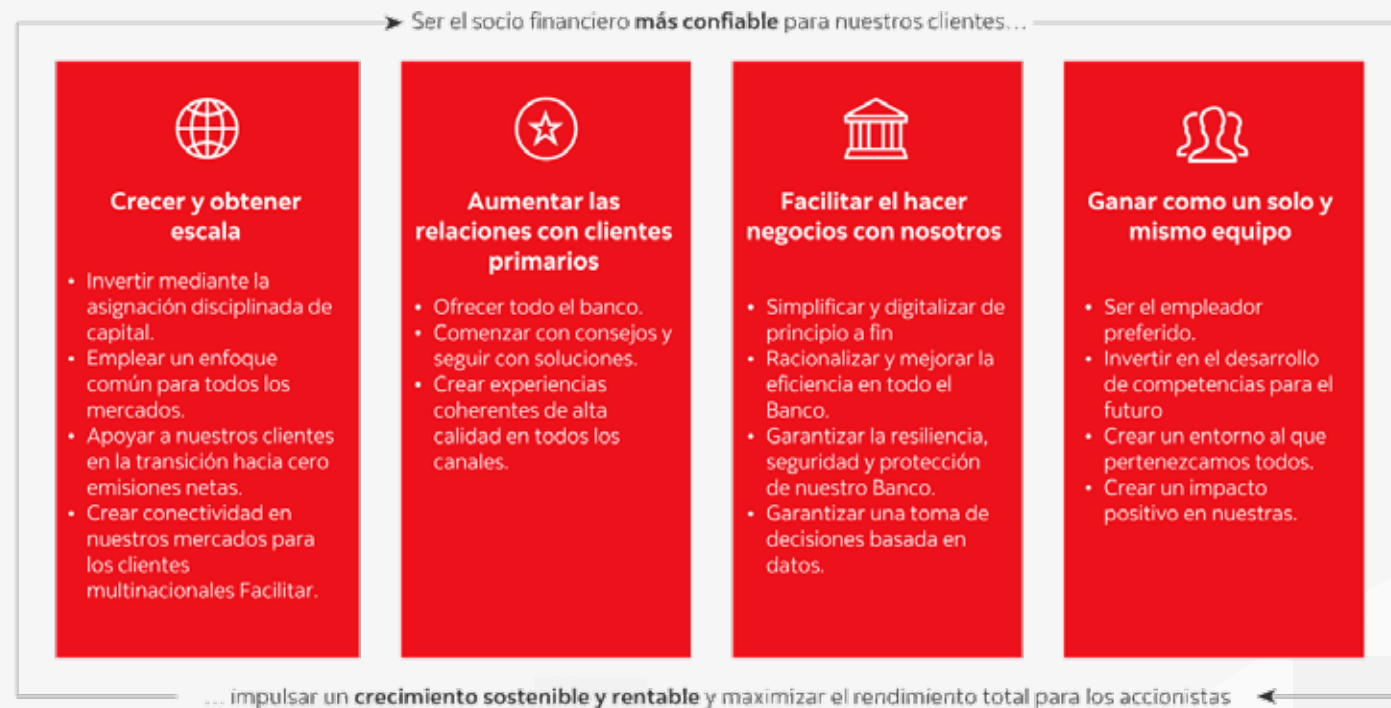 Ser el socio financiero más confiable para nuestros clientes...
Crecer y obtener
escala
• Invertir mediante la
asignación disciplinada de
capital.
• Emplear un enfoque
común para todos los
mercados.
• Apoyar a nuestros clientes
en la transición hacia cero
emisiones netas.
• Crear conectividad en
nuestros mercados para
los clientes
multinacionales Facilitar.
Aumentar las
relaciones con clientes
primarios
• Ofrecer todo el banco.
• Comenzar con consejos y
seguir con soluciones.
• Crear experiencias
coherentes de alta
calidad en todos los
canales.
Facilitar el hacer
negocios con nosotros
• Simplificar y digitalizar de
principio a fin
• Racionalizar y mejorar la
eficiencia en todo el
Banco.
• Garantizar la resiliencia,
seguridad y protección
de nuestro Banco.
• Garantizar una toma de
decisiones basada en
datos.
Ganar como un solo y
mismo equipo
• Ser el empleador
preferido.
• Invertir en el desarrollo
de competencias para el
futuro
• Crear un entorno al que
pertenezcamos todos.
• Crear un impacto
positivo en nuestras.
... impulsar un crecimiento sostenible y rentable y maximizar el rendimiento total para los accionistas